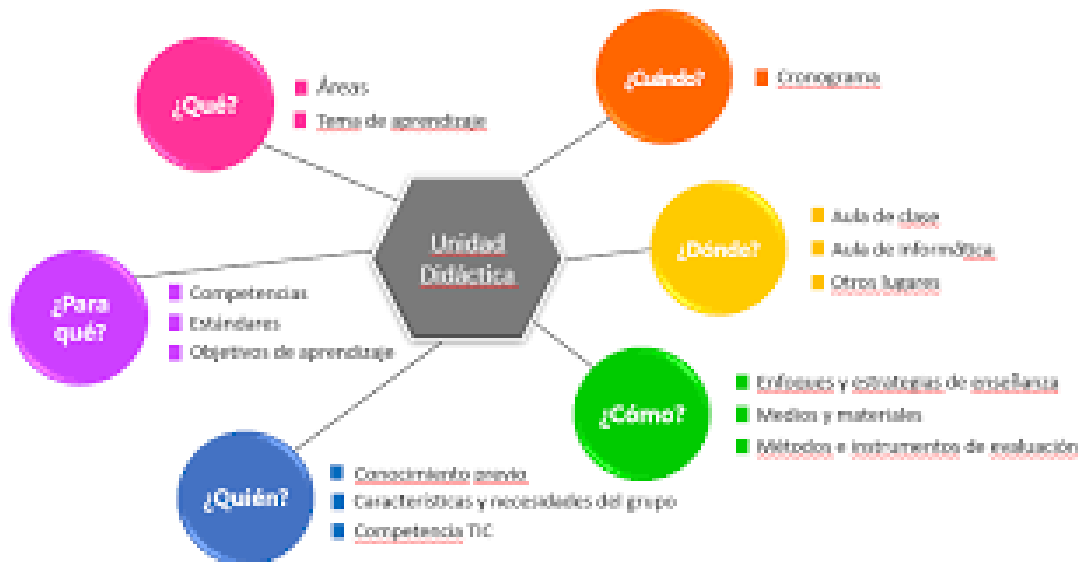 ¿Qué?
Áreas
Tema de aprendizaje
¿Cuándo?
Cronograma
Unidad
Didáctica
¿Dónde?
Aula de clase
Aula de informática
Otros lugares
¿Para
qué?
Competencias
Estándares
Objetivos de aprendizaje
¿Cómo?
Enfoques y estrategias de enseñanza
Medios y materiales
Métodos e instrumentos de evaluación
¿Quién?
Conocimiento previo
Características y necesidades del grupo
Competencia TIC